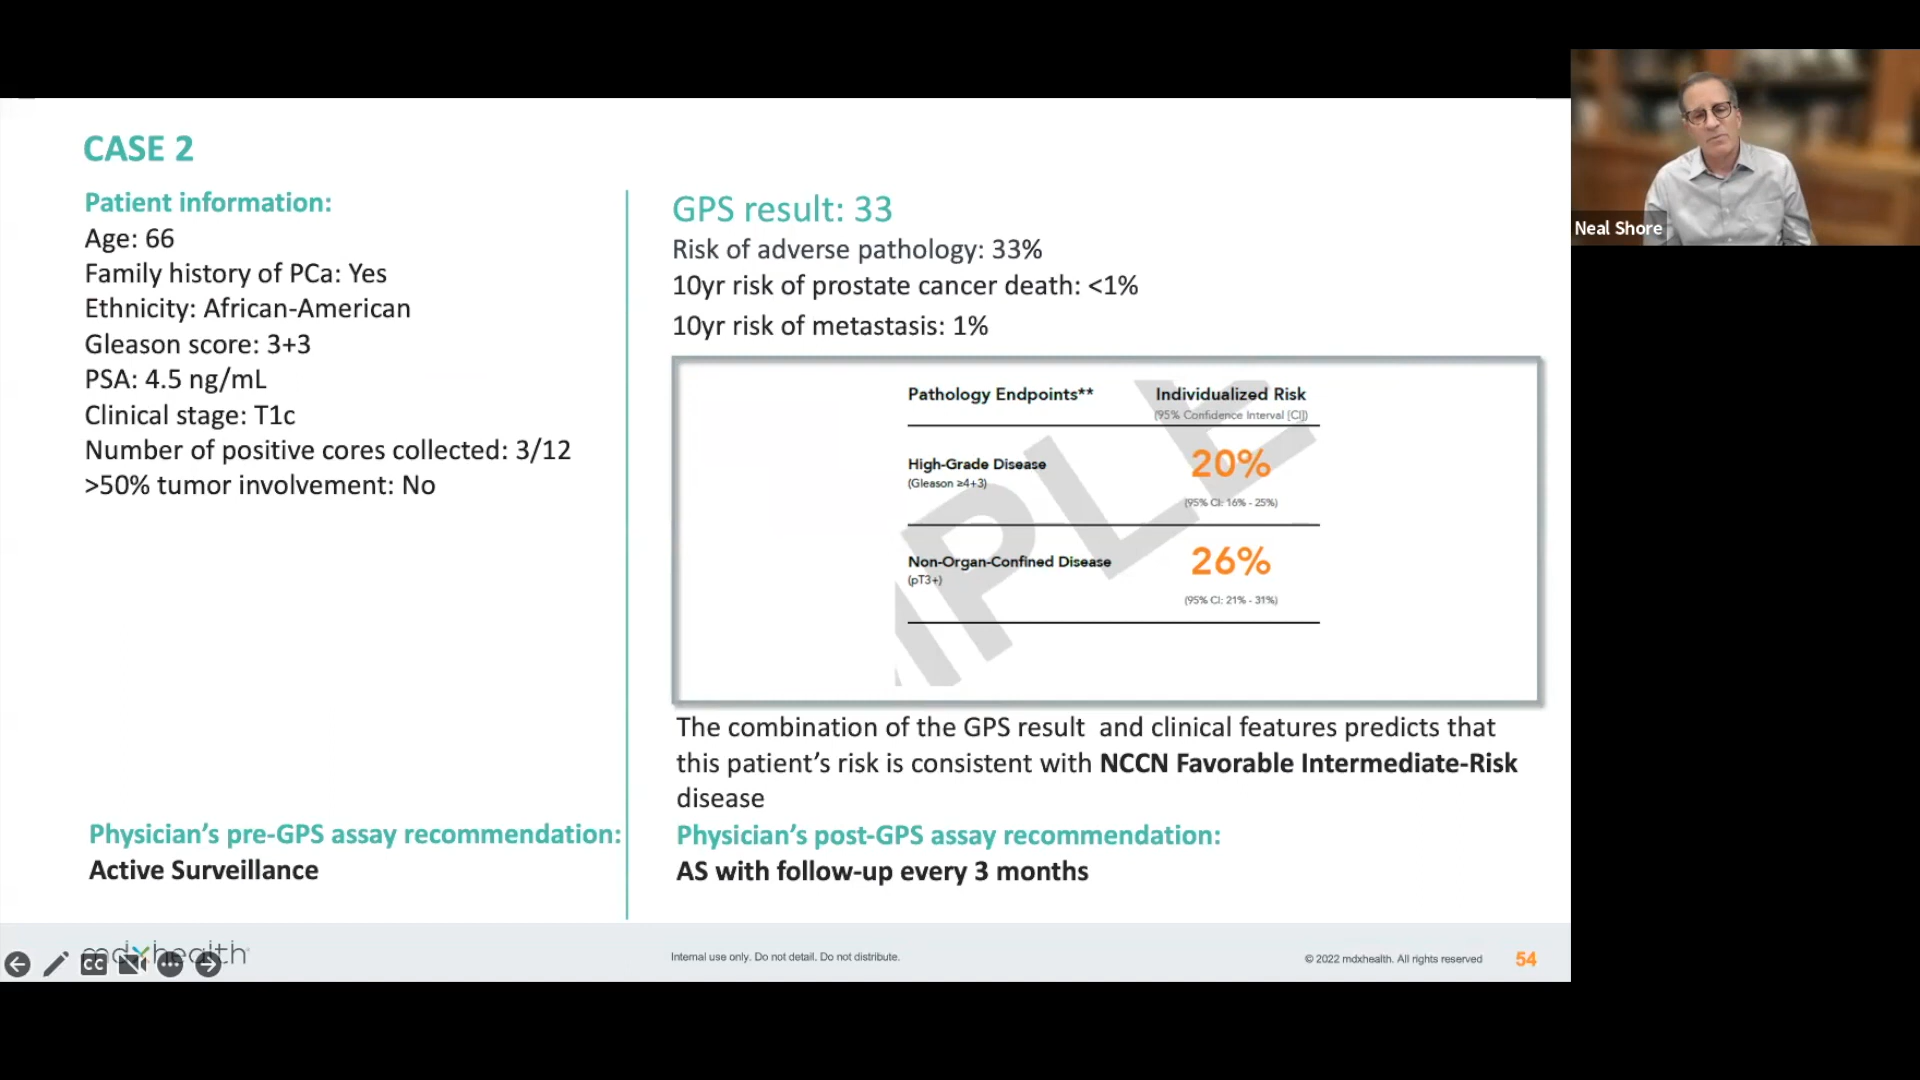 CASE 2
Patient information:
Age: 66
Family history of PCa: Yes
Ethnicity: African-American
Gleason score: 3+3
PSA: 4.5 ng/mL
Clinical stage: T1c
Number of positive cores collected: 3/12
>50% tumor involvement: No
Physician’s pre-GPS assay recommendation:
Active Surveillance
GPS result: 33
Risk of adverse pathology: 33%
10yr risk of prostate cancer death: <1%
10yr risk of metastasis: 1%
Pathology Endpoints** Individualized Risk
(95% Confidence Interval [CI])
High-Grade Disease 20%
(Gleason ≥4+3)
(95% CI: 16% - 25%)
Non-Organ-Confined Disease 26%
(pT3+)
(95% CI: 21% - 31%)
MPLE
The combination of the GPS result and clinical features predicts that
this patient’s risk is consistent with NCCN Favorable Intermediate-Risk
disease
Physician’s post-GPS assay recommendation:
AS with follow-up every 3 months
mdxhealth
CC
Internal use only. Do not detail. Do not distribute.
© 2022 mdxhealth. All rights reserved
54
Neal Shore